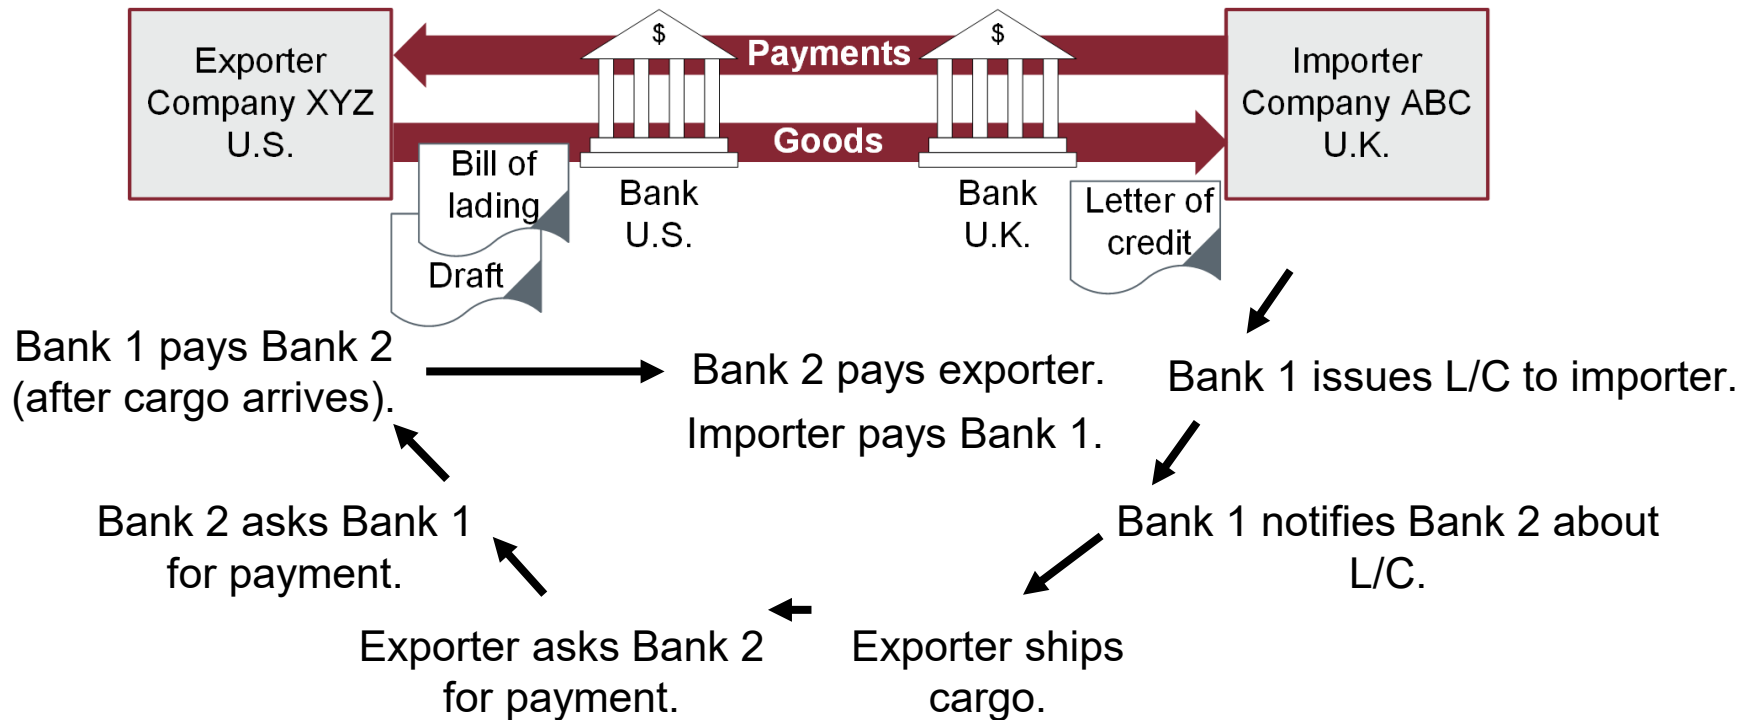 Exporter
Company XYZ
U.S.
$
Payments
$
Importer
Company ABC
U.K.
Goods
Bill of
lading
Draft
Bank
U.S.
Bank
U.K.
Letter of
credit
Bank 1 issues L/C to importer.
Bank 1 notifies Bank 2 about
L/C.
Exporter ships
cargo.
Exporter asks Bank 2
for payment.
Bank 2 asks Bank 1
for payment.
Bank 1 pays Bank 2
(after cargo arrives).
Bank 2 pays exporter.
Importer pays Bank 1.